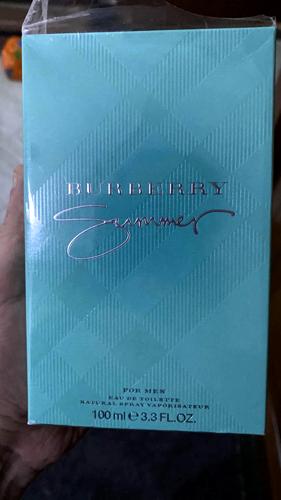 BURBERRY
Summer
FOR MEN
EAU DE TOILETTE
NATURAL SPRAY VAPORISATEUR
100 ml ℮ 3.3 FL.OZ.